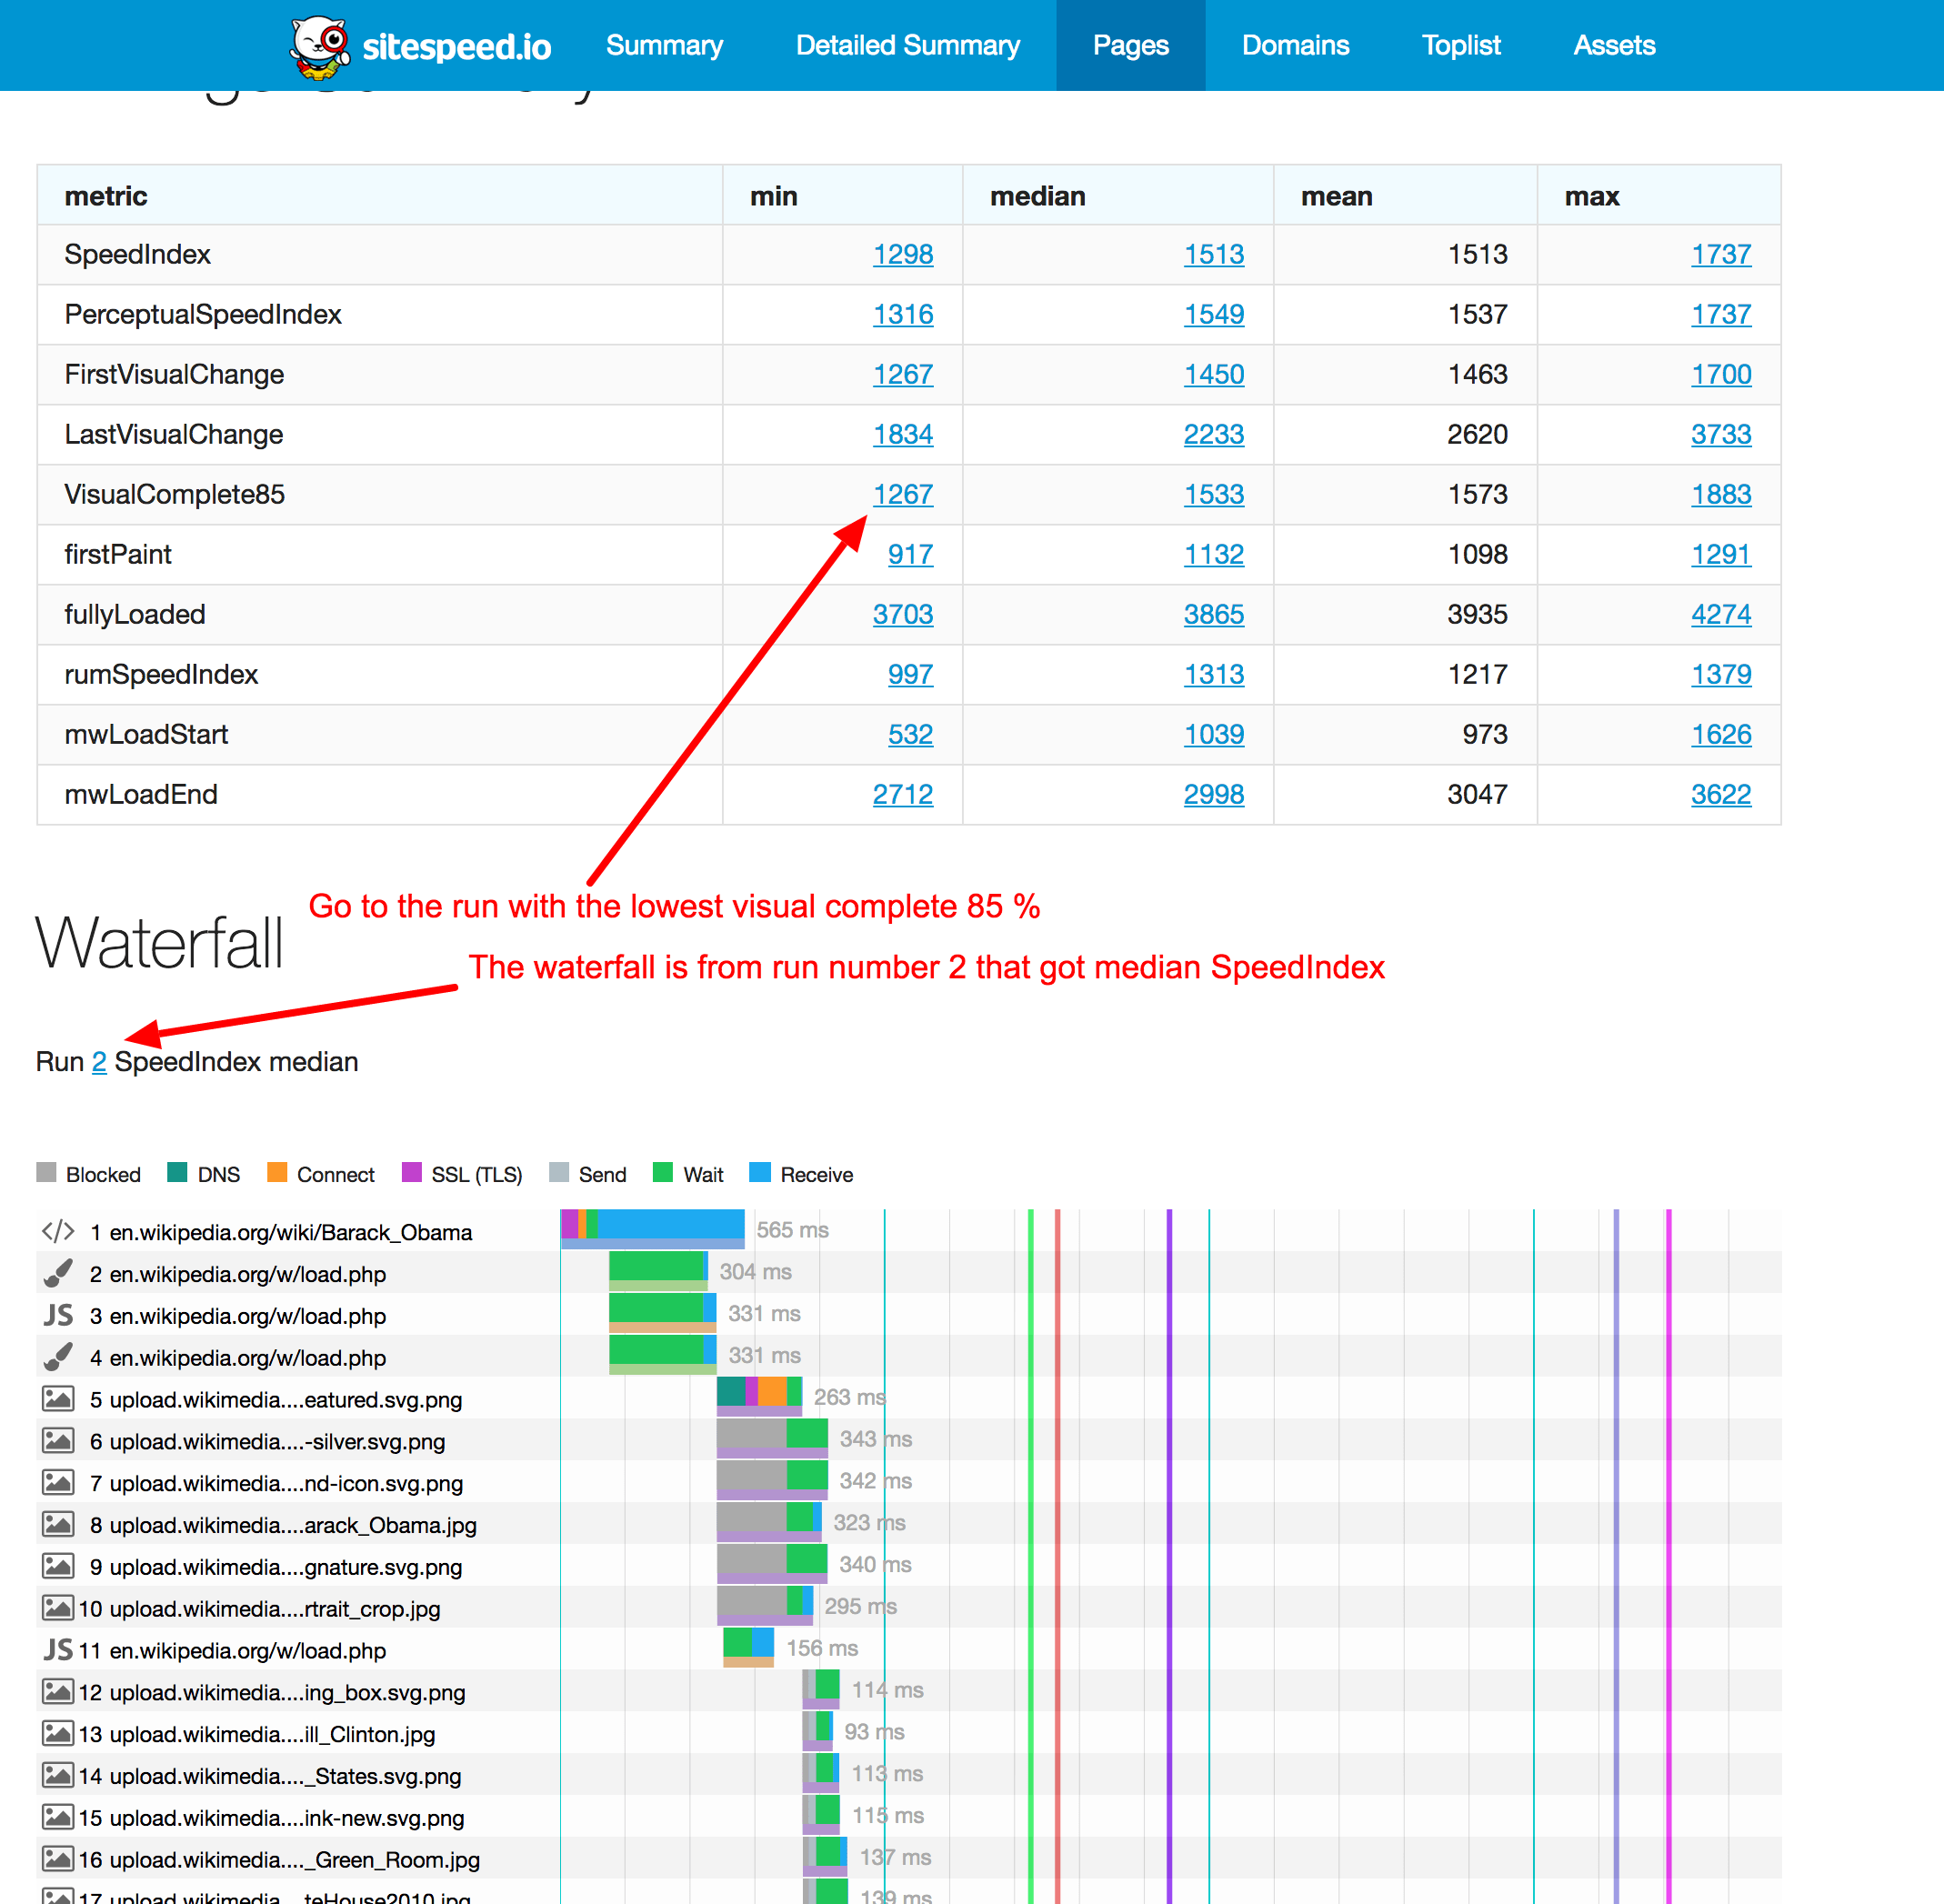 sitespeed.io Summary Detailed Summary Pages Domains Toplist Assets
metric min median mean max
SpeedIndex 1298 1513 1513 1737
PerceptualSpeedIndex 1316 1549 1537 1737
FirstVisualChange 1267 1450 1463 1700
LastVisualChange 1834 2233 2620 3733
VisualComplete85 1267 1533 1573 1883
firstPaint 917 1132 1098 1291
fullyLoaded 3703 3865 3935 4274
rumSpeedIndex 997 1313 1217 1379
mwLoadStart 532 1039 973 1626
mwLoadEnd 2712 2998 3047 3622
Go to the run with the lowest visual complete 85 %
Waterfall
The waterfall is from run number 2 that got median SpeedIndex
Run 2 SpeedIndex median
Blocked DNS Connect SSL (TLS) Send Wait Receive
</> 1 en.wikipedia.org/wiki/Barack_Obama 565 ms
2 en.wikipedia.org/w/load.php 304 ms
JS 3 en.wikipedia.org/w/load.php 331 ms
4 en.wikipedia.org/w/load.php 331 ms
5 upload.wikimedia....eatured.svg.png 263 ms
6 upload.wikimedia....-silver.svg.png 343 ms
7 upload.wikimedia....nd-icon.svg.png 342 ms
8 upload.wikimedia....arack_Obama.jpg 323 ms
9 upload.wikimedia....gnature.svg.png 340 ms
10 upload.wikimedia....rtrait_crop.jpg 295 ms
JS 11 en.wikipedia.org/w/load.php 156 ms
12 upload.wikimedia....ing_box.svg.png 114 ms
13 upload.wikimedia....ill_Clinton.jpg 93 ms
14 upload.wikimedia...._States.svg.png 113 ms
15 upload.wikimedia....ink-new.svg.png 115 ms
16 upload.wikimedia...._Green_Room.jpg 137 ms
17 upload.wikimedia....teHouse2010.jpg 139 ms